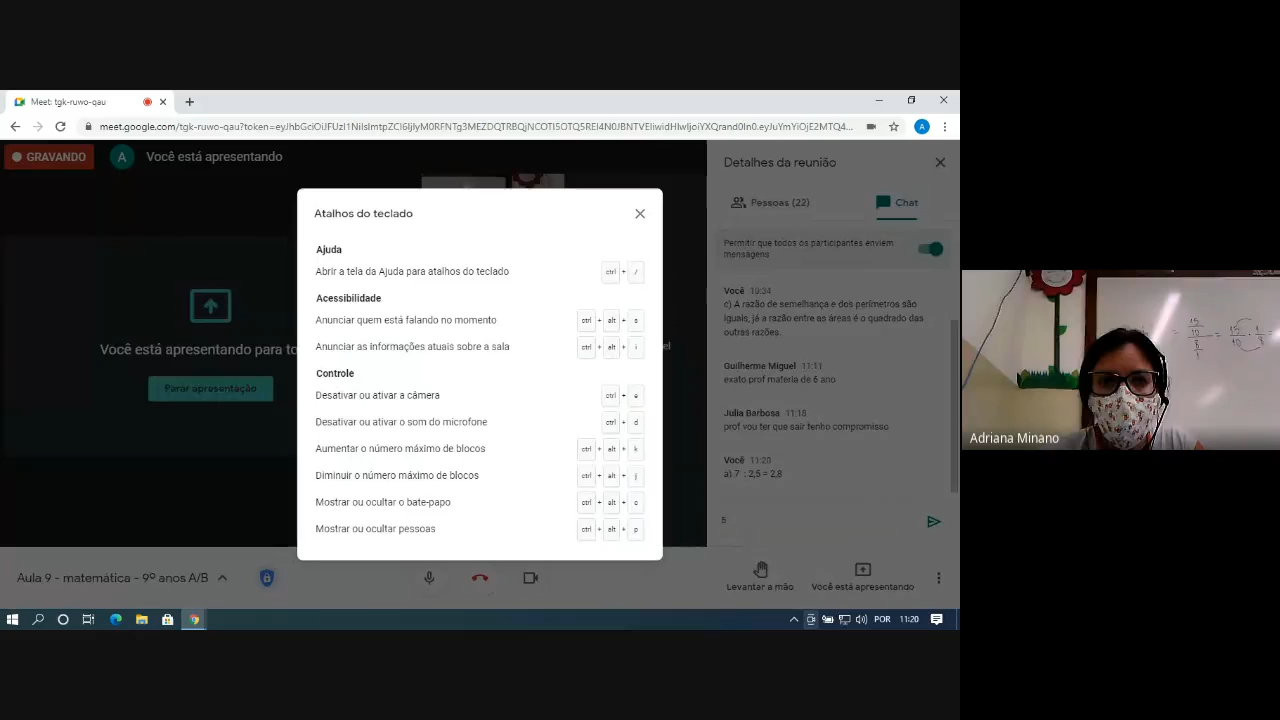 Meet: tgk-ruwo-qau
GRAVANDO
A
Você está apresentando
Você está apresentando para to
Parar apresentação
Atalhos do teclado
Ajuda
Abrir a tela da Ajuda para atalhos do teclado
ctrl + /
Acessibilidade
Anunciar quem está falando no momento
ctrl + alt + s
Anunciar as informações atuais sobre a sala
ctrl + alt + i
Controle
Desativar ou ativar a câmera
ctrl + e
Desativar ou ativar o som do microfone
ctrl + d
Aumentar o número máximo de blocos
ctrl + alt + k
Diminuir o número máximo de blocos
ctrl + alt + j
Mostrar ou ocultar o bate-papo
ctrl + alt + c
Mostrar ou ocultar pessoas
ctrl + alt + p
Detalhes da reunião
Pessoas (22)
Chat
Permitir que todos os participantes enviem
mensagens
Você 10:34
c) A razão de semelhança e dos perímetros são
iguais, já a razão entre as áreas é o quadrado das
outras razões.
Guilherme Miguel 11:11
exato prof materia de 6 ano
Julia Barbosa 11:18
prof vou ter que sair tenho compromisso
Você 11:20
a) 7 : 2,5 = 2,8
5
Aula 9 - matemática - 9º anos A/B
Levantar a mão
Você está apresentando
POR
11:20
Adriana Minano